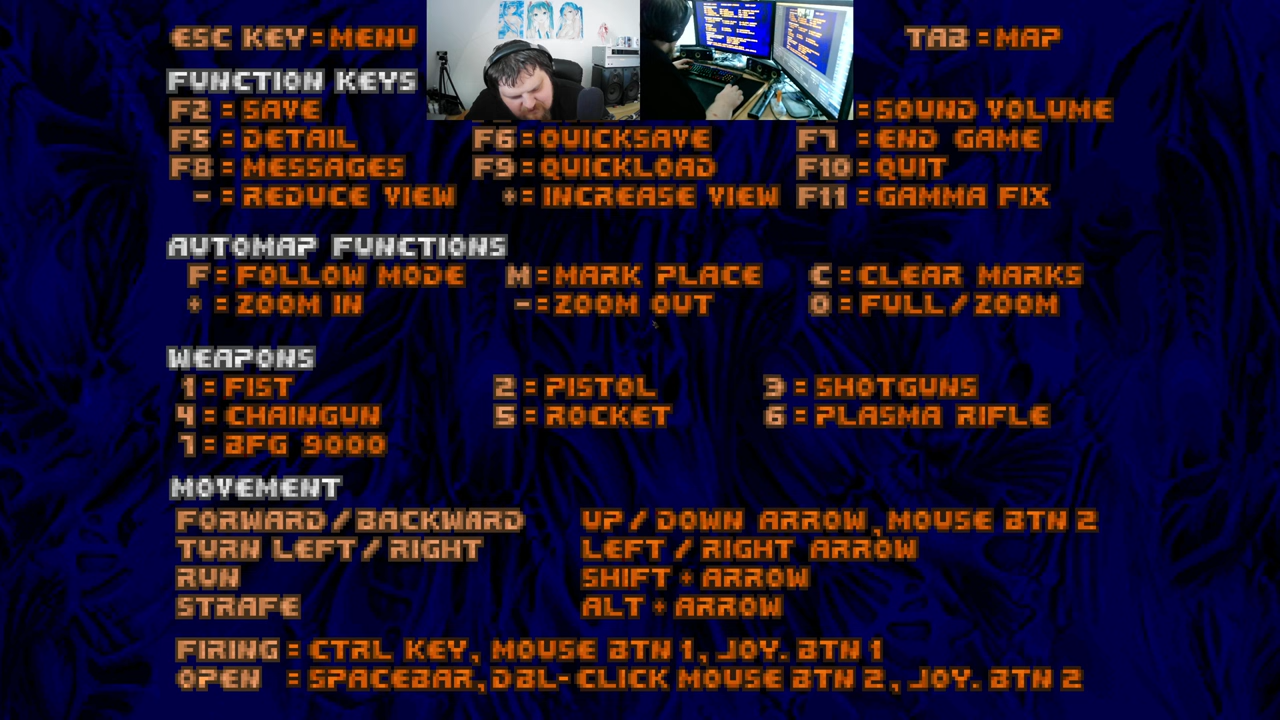 ESC KEY = MENU TAB = MAP
FUNCTION KEYS
F2 = SAVE = SOUND VOLUME
F5 = DETAIL F6 = QUICKSAVE F7 = END GAME
F8 = MESSAGES F9 = QUICKLOAD F10 = QUIT
- = REDUCE VIEW + = INCREASE VIEW F11 = GAMMA FIX
AUTOMAP FUNCTIONS
F = FOLLOW MODE M = MARK PLACE C = CLEAR MARKS
+ = ZOOM IN - = ZOOM OUT 0 = FULL/ZOOM
WEAPONS
1 = FIST 2 = PISTOL 3 = SHOTGUNS
4 = CHAINGUN 5 = ROCKET 6 = PLASMA RIFLE
7 = BFG 9000
MOVEMENT
FORWARD/BACKWARD UP/DOWN ARROW, MOUSE BTN 2
TURN LEFT/RIGHT LEFT/RIGHT ARROW
RUN SHIFT + ARROW
STRAFE ALT + ARROW
FIRING = CTRL KEY, MOUSE BTN 1, JOY. BTN 1
OPEN = SPACEBAR, DBL-CLICK MOUSE BTN 2, JOY. BTN 2